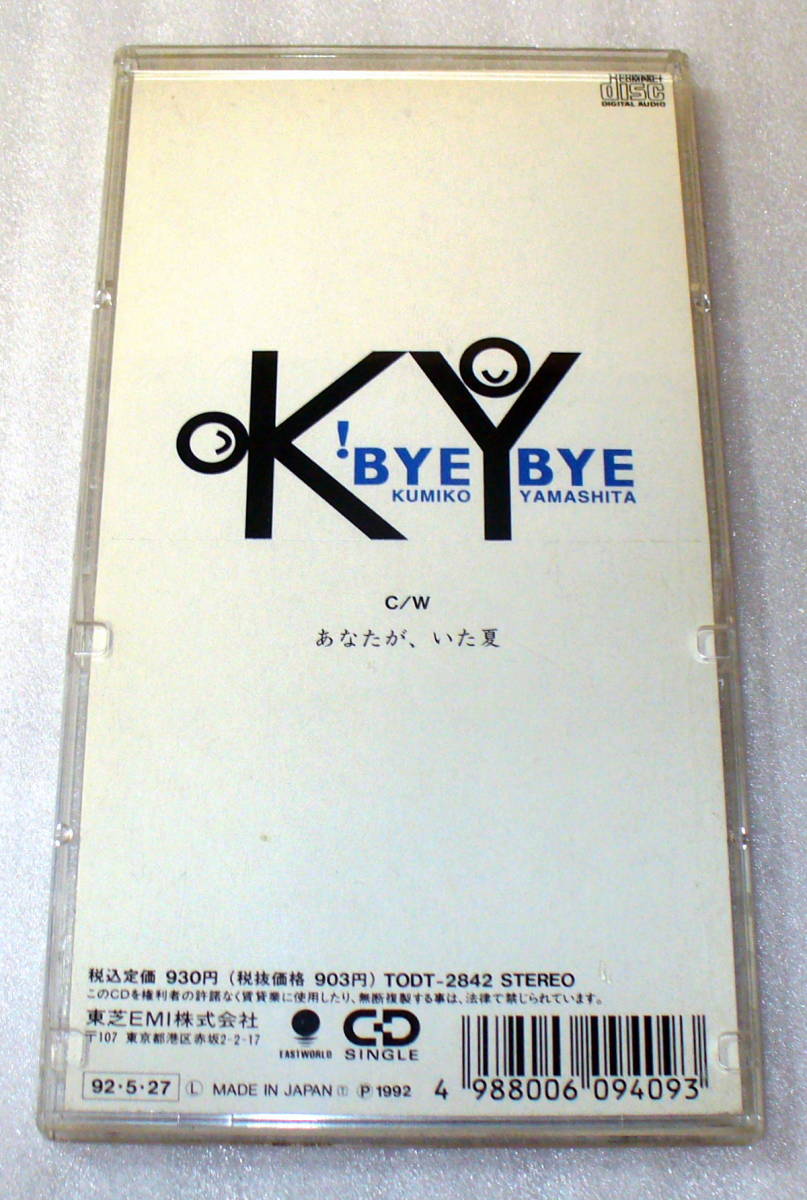 COMPACT
disc
DIGITAL AUDIO
KY
!
BYE BYE
KUMIKO YAMASHITA
C/W
あなたが、いた夏
税込定価 930円 (税抜価格 903円) TODT-2842 STEREO
このCDを権利者の許諾なく賃貸業に使用したり、無断複製する事は、法律で禁じられています。
東芝EMI株式会社
〒107 東京都港区赤坂2-2-17
EASTWORLD
CD
SINGLE
92・5・27 Ⓛ MADE IN JAPAN Ⓣ Ⓟ 1992
4 988006 094093